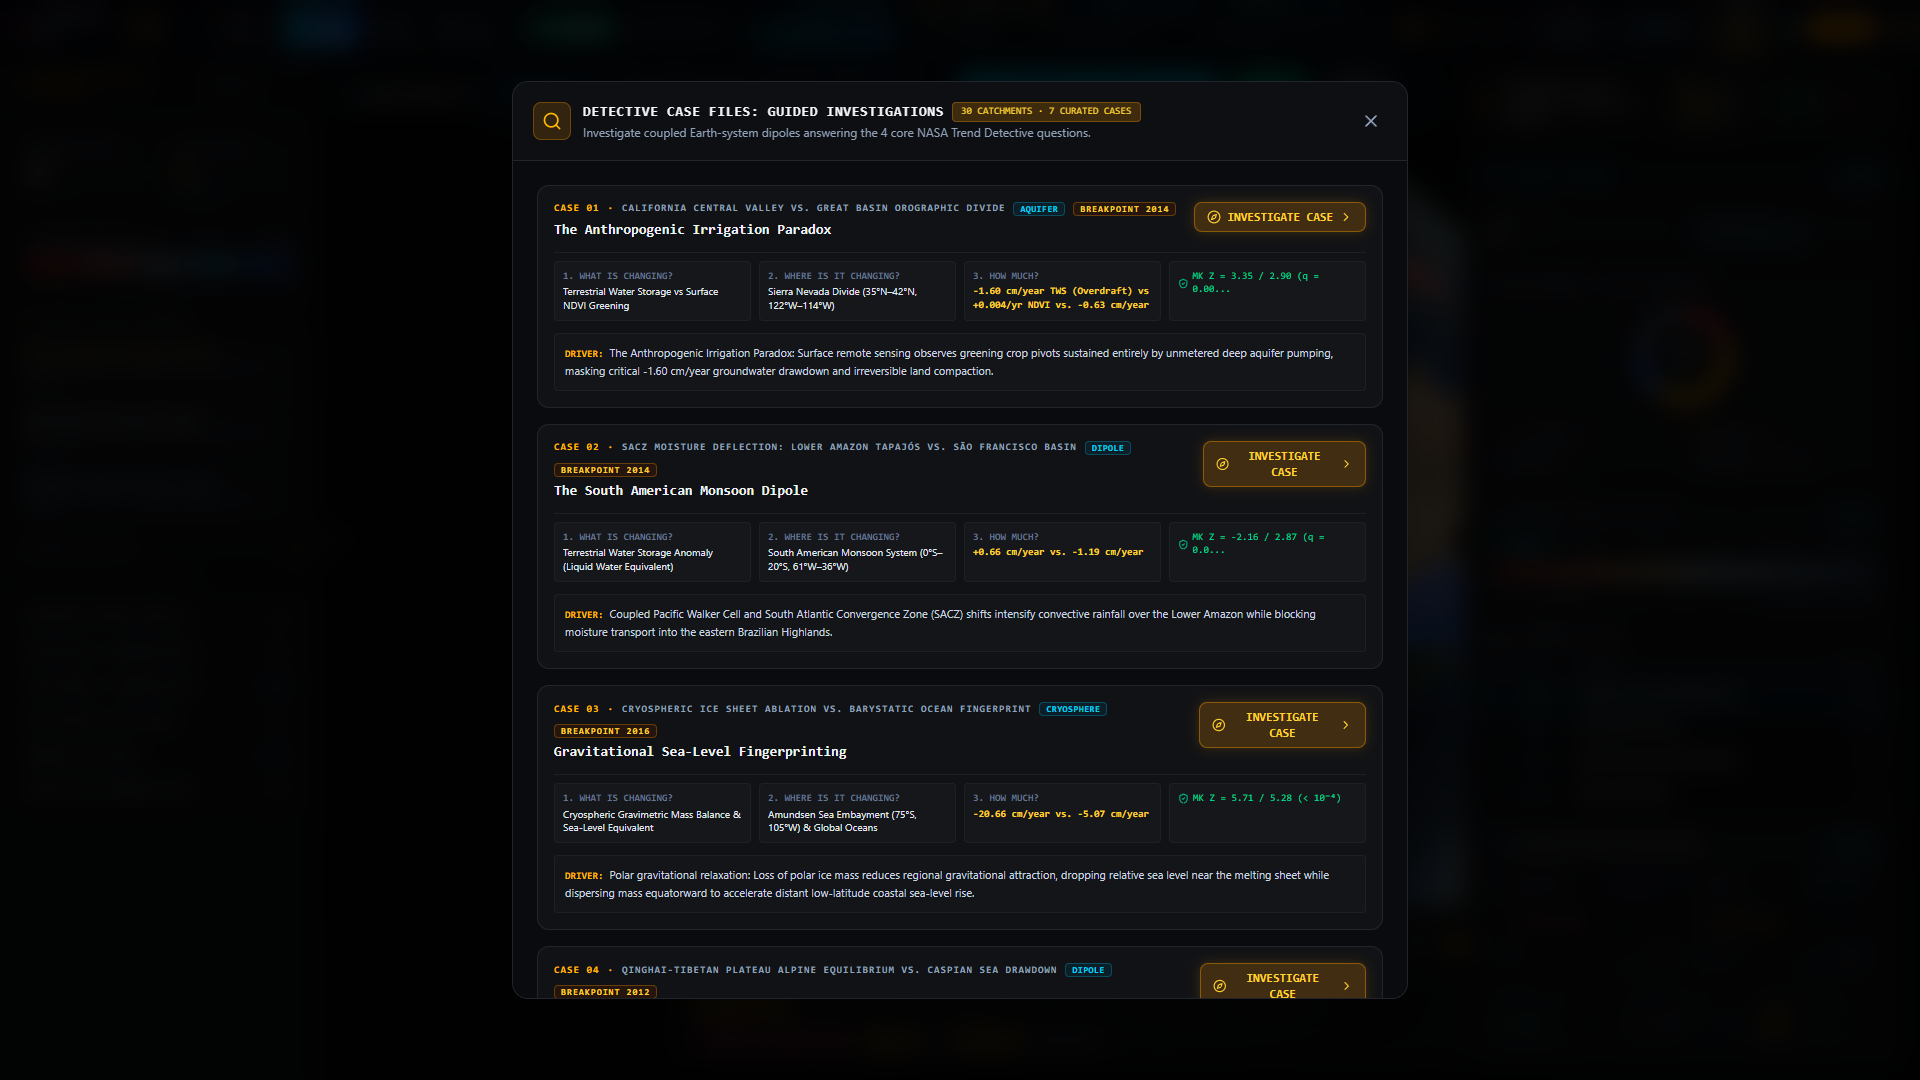 DETECTIVE CASE FILES: GUIDED INVESTIGATIONS 30 CATCHMENTS · 7 CURATED CASES
Investigate coupled Earth-system dipoles answering the 4 core NASA Trend Detective questions.
CASE 01 · CALIFORNIA CENTRAL VALLEY VS. GREAT BASIN OROGRAPHIC DIVIDE AQUIFER BREAKPOINT 2014
The Anthropogenic Irrigation Paradox
INVESTIGATE CASE
1. WHAT IS CHANGING?
Terrestrial Water Storage vs Surface
NDVI Greening
2. WHERE IS IT CHANGING?
Sierra Nevada Divide (35°N–42°N,
122°W–114°W)
3. HOW MUCH?
-1.60 cm/year TWS (Overdraft) vs
+0.004/yr NDVI vs. -0.63 cm/year
MK Z = 3.35 / 2.90 (q =
0.00...
DRIVER: The Anthropogenic Irrigation Paradox: Surface remote sensing observes greening crop pivots sustained entirely by unmetered deep aquifer pumping,
masking critical -1.60 cm/year groundwater drawdown and irreversible land compaction.
CASE 02 · SACZ MOISTURE DEFLECTION: LOWER AMAZON TAPAJÓS VS. SÃO FRANCISCO BASIN DIPOLE
BREAKPOINT 2014
The South American Monsoon Dipole
INVESTIGATE
CASE
1. WHAT IS CHANGING?
Terrestrial Water Storage Anomaly
(Liquid Water Equivalent)
2. WHERE IS IT CHANGING?
South American Monsoon System (0°S–
20°S, 61°W–36°W)
3. HOW MUCH?
+0.66 cm/year vs. -1.19 cm/year
MK Z = -2.16 / 2.87 (q =
0.0...
DRIVER: Coupled Pacific Walker Cell and South Atlantic Convergence Zone (SACZ) shifts intensify convective rainfall over the Lower Amazon while blocking
moisture transport into the eastern Brazilian Highlands.
CASE 03 · CRYOSPHERIC ICE SHEET ABLATION VS. BARYSTATIC OCEAN FINGERPRINT CRYOSPHERE
BREAKPOINT 2016
Gravitational Sea-Level Fingerprinting
INVESTIGATE
CASE
1. WHAT IS CHANGING?
Cryospheric Gravimetric Mass Balance &
Sea-Level Equivalent
2. WHERE IS IT CHANGING?
Amundsen Sea Embayment (75°S,
105°W) & Global Oceans
3. HOW MUCH?
-20.66 cm/year vs. -5.07 cm/year
MK Z = 5.71 / 5.28 (< 10⁻⁴)
DRIVER: Polar gravitational relaxation: Loss of polar ice mass reduces regional gravitational attraction, dropping relative sea level near the melting sheet while
dispersing mass equatorward to accelerate distant low-latitude coastal sea-level rise.
CASE 04 · QINGHAI-TIBETAN PLATEAU ALPINE EQUILIBRIUM VS. CASPIAN SEA DRAWDOWN DIPOLE
BREAKPOINT 2012
INVESTIGATE
CASE